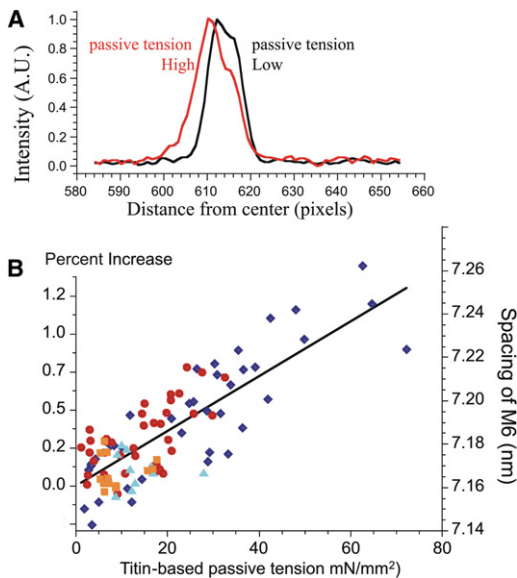 A
passive tension
High
passive tension
Low
Intensity (A.U.)
1.0
0.8
0.6
0.4
0.2
0.0
580 590 600 610 620 630 640 650 660
Distance from center (pixels)
B
Percent Increase
1.2
1.0
0.7
0.5
0.2
0.0
7.26
7.24
7.22
7.20
7.18
7.16
7.14
Spacing of M6 (nm)
0 20 40 60 80
Titin-based passive tension mN/mm²)